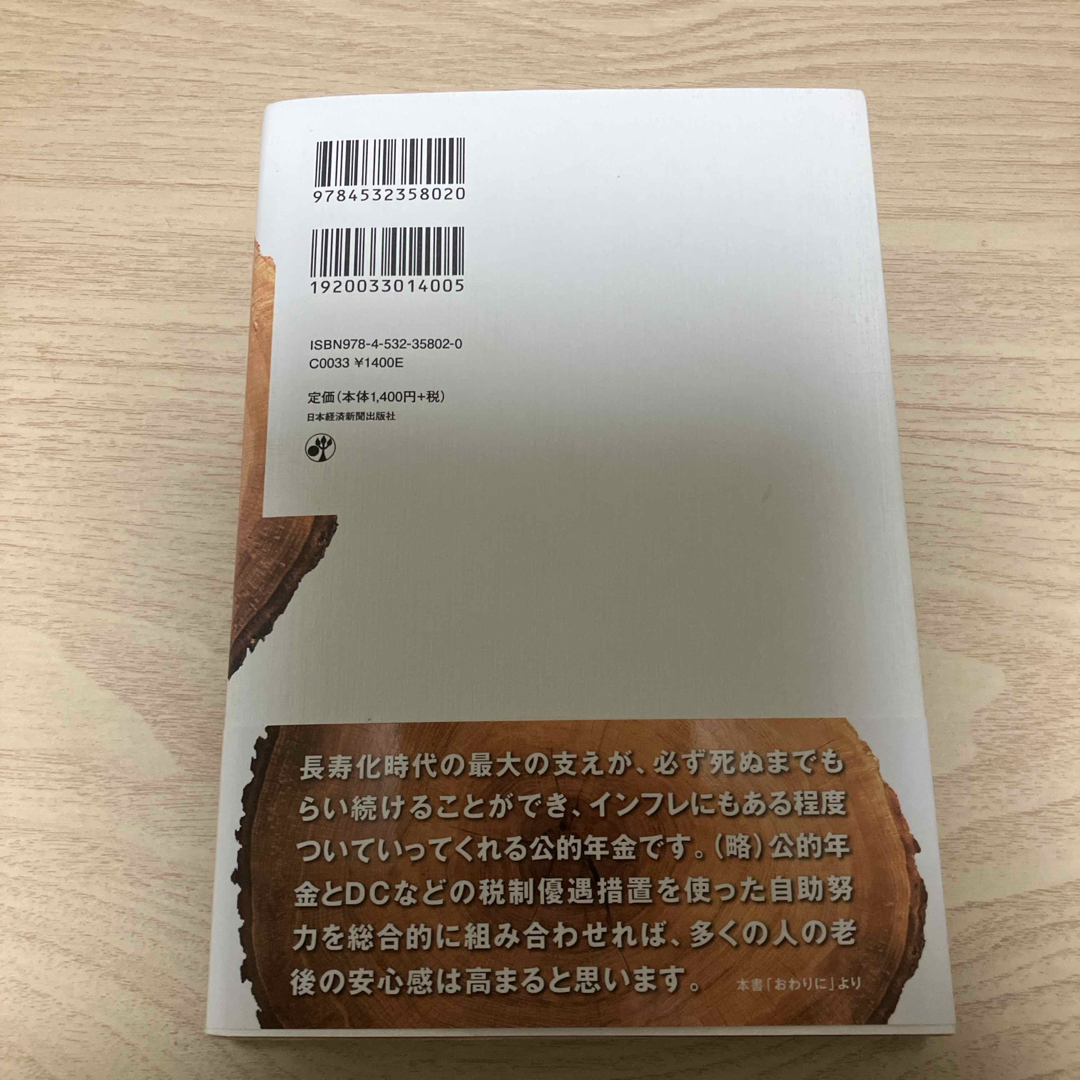 9784532358020
1920033014005
ISBN978-4-532-35802-0
C0033 ¥1400E
定価(本体1,400円+税)
日本経済新聞出版社
長寿化時代の最大の支えが、必ず死ぬまでも
らい続けることができ、インフレにもある程度
ついていってくれる公的年金です。(略)公的年
金とDCなどの税制優遇措置を使った自助努
力を総合的に組み合わせれば、多くの人の老
後の安心感は高まると思います。
本書「おわりに」より